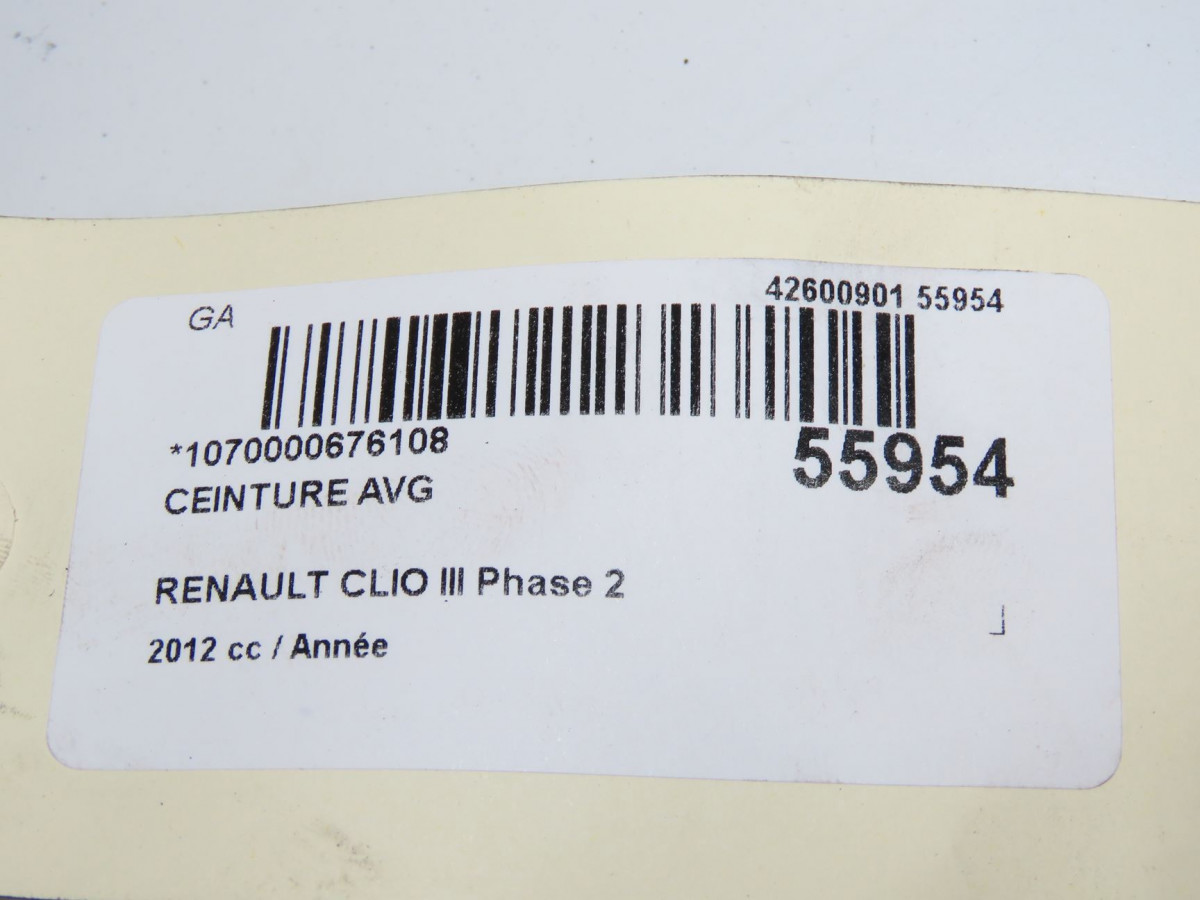 42600901 55954
GA
*1070000676108
55954
CEINTURE AVG
RENAULT CLIO III Phase 2
2012 cc / Année